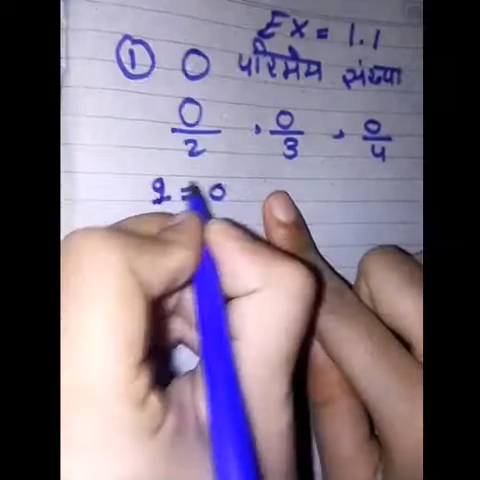 Ex = 1.1
① 0 परिमेय संख्या
0/2 , 0/3 , 0/4
q = 0